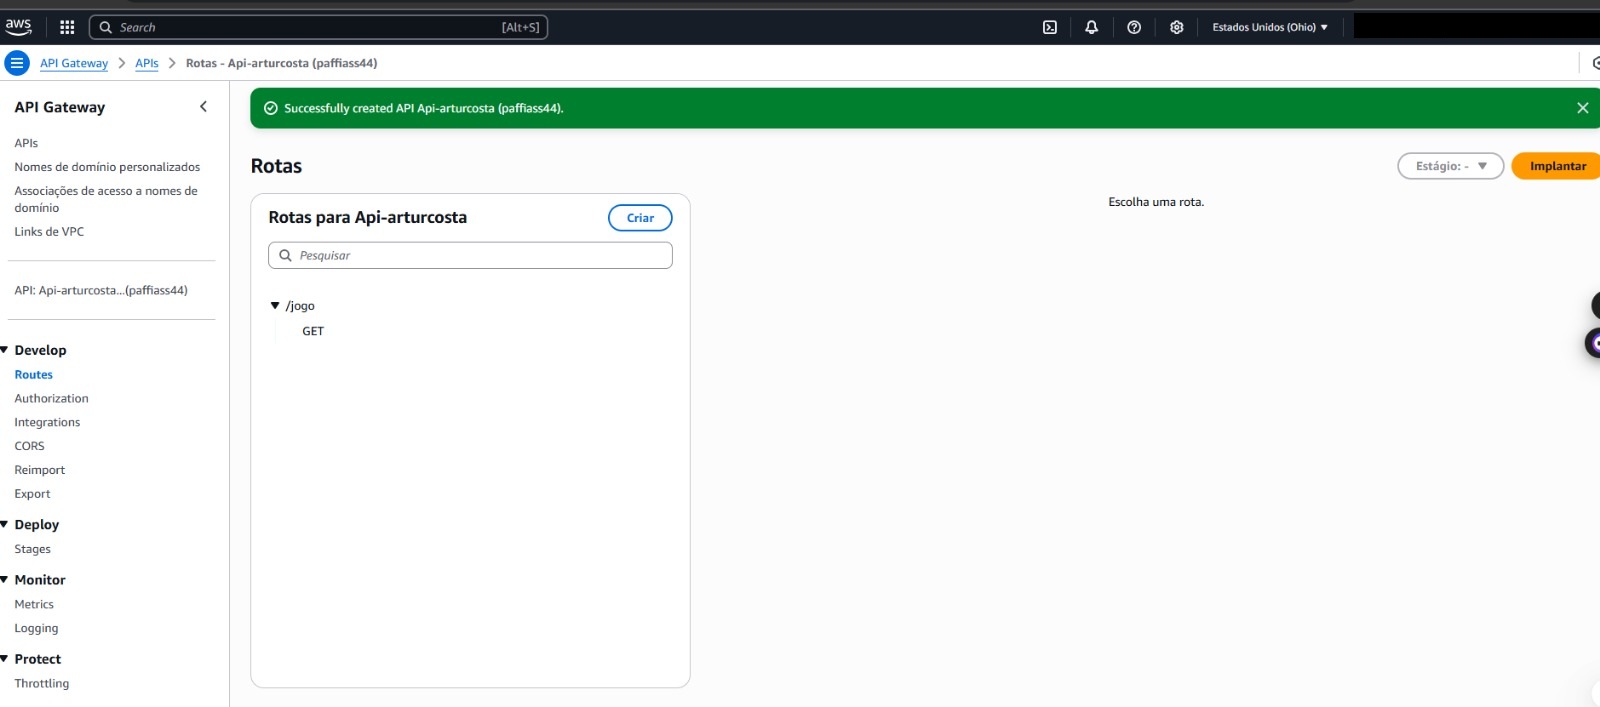 aws
Search
[Alt+S]
Estados Unidos (Ohio)
API Gateway
APIs
Rotas - Api-arturcosta (paffiass44)
API Gateway
APIs
Nomes de domínio personalizados
Associações de acesso a nomes de
domínio
Links de VPC
API: Api-arturcosta...(paffiass44)
Develop
Routes
Authorization
Integrations
CORS
Reimport
Export
Deploy
Stages
Monitor
Metrics
Logging
Protect
Throttling
Successfully created API Api-arturcosta (paffiass44).
Rotas
Estágio: -
Implantar
Rotas para Api-arturcosta
Criar
Pesquisar
/jogo
GET
Escolha uma rota.